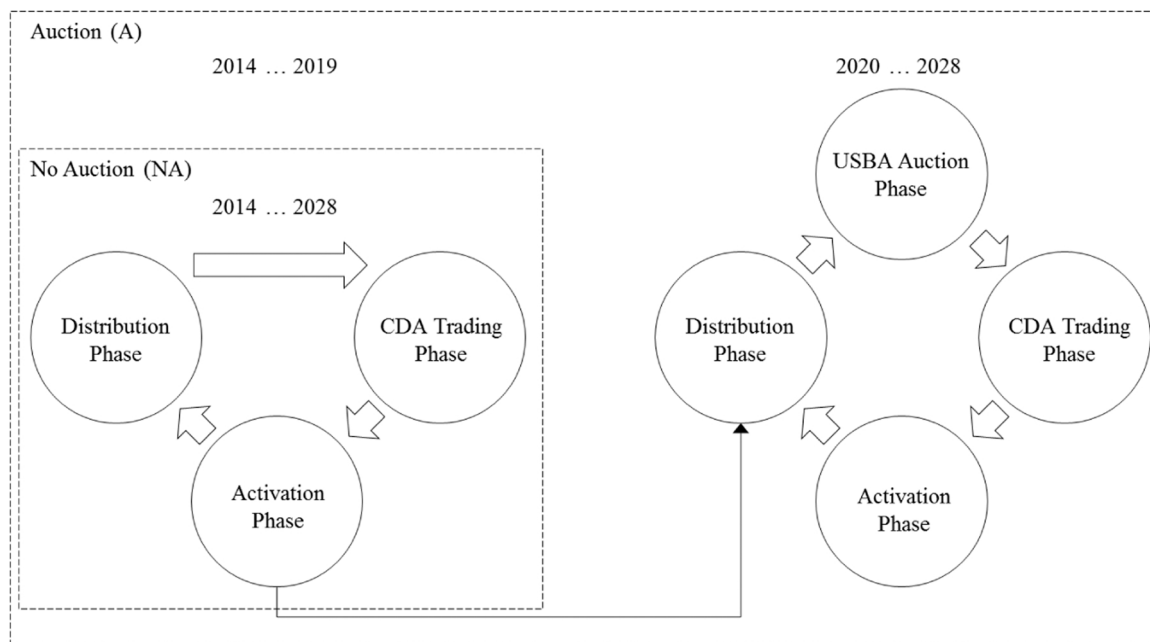 Auction (A)
2014 … 2019
2020 … 2028
No Auction (NA)
2014 … 2028
Distribution
Phase
CDA Trading
Phase
Activation
Phase
USBA Auction
Phase
Distribution
Phase
CDA Trading
Phase
Activation
Phase